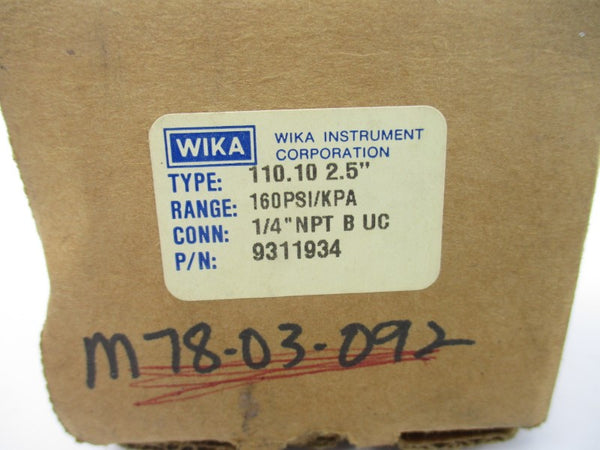 WIKA
WIKA INSTRUMENT
CORPORATION
TYPE: 110.10 2.5"
RANGE: 160PSI/KPA
CONN: 1/4"NPT B UC
P/N: 9311934
M78-03-092